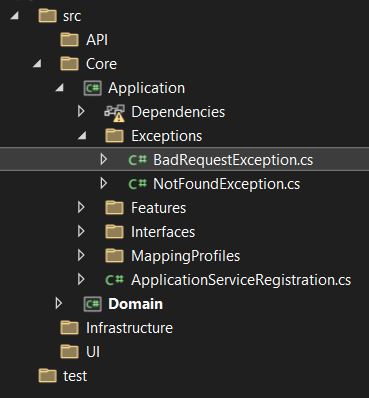 src
API
Core
C# Application
Dependencies
Exceptions
C# BadRequestException.cs
C# NotFoundException.cs
Features
Interfaces
MappingProfiles
C# ApplicationServiceRegistration.cs
C# Domain
Infrastructure
UI
test